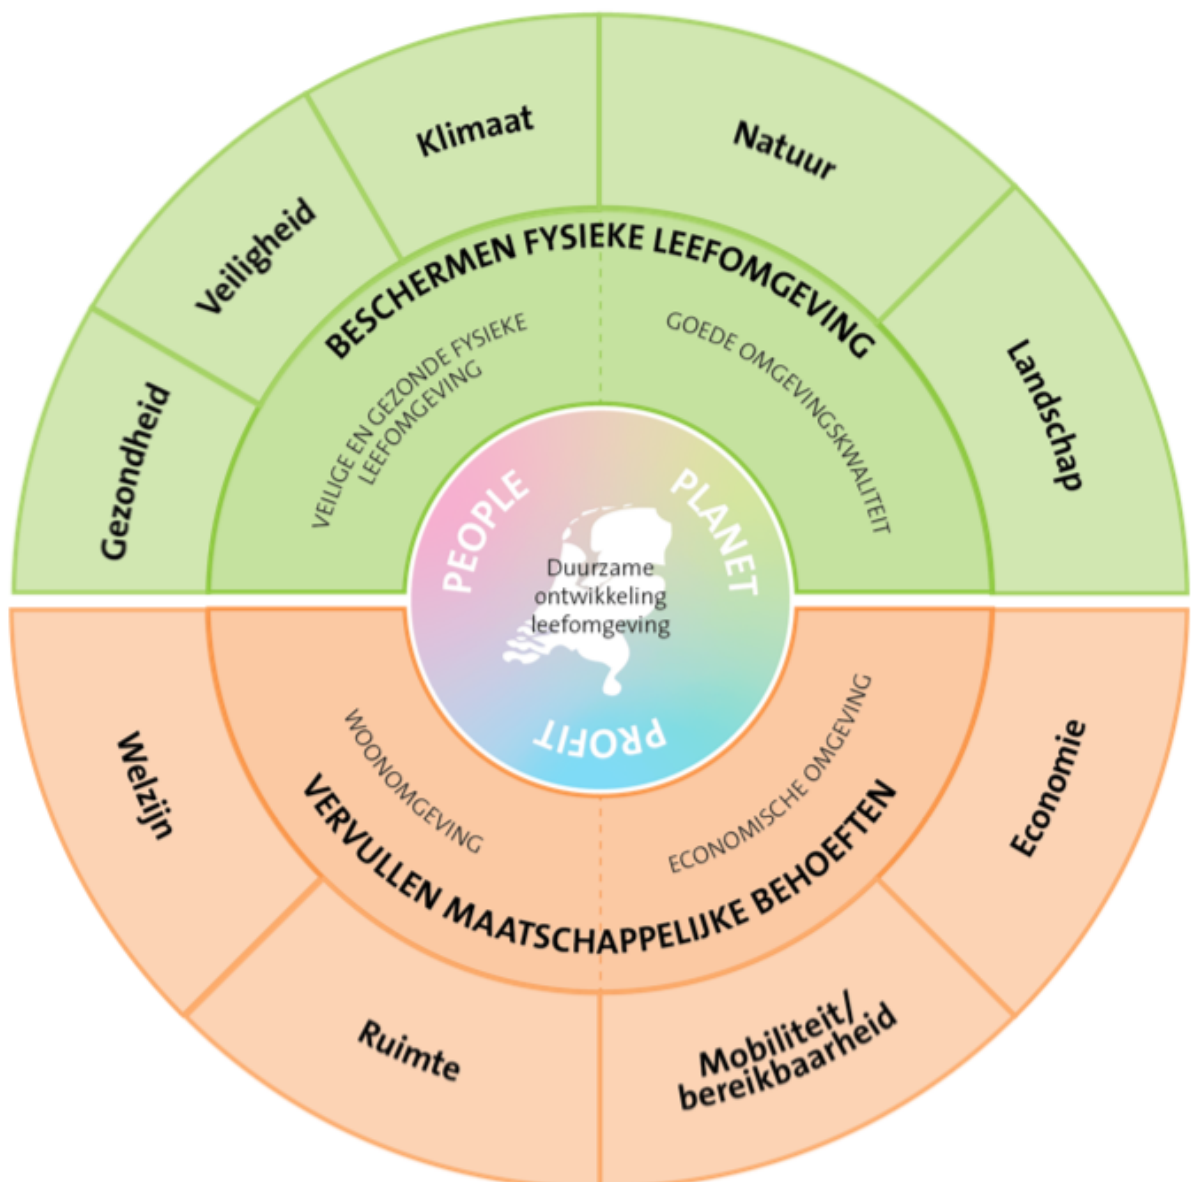 Klimaat
Natuur
Veiligheid
Landschap
Gezondheid
BESCHERMEN FYSIEKE LEEFOMGEVING
VEILIGE EN GEZONDE FYSIEKE
LEEFOMGEVING
GOEDE OMGEVINGSKWALITEIT
PEOPLE
PLANET
PROFIT
Duurzame
ontwikkeling
leefomgeving
WOONOMGEVING
ECONOMISCHE OMGEVING
VERVULLEN MAATSCHAPPELIJKE BEHOEFTEN
Welzijn
Economie
Ruimte
Mobiliteit/
bereikbaarheid